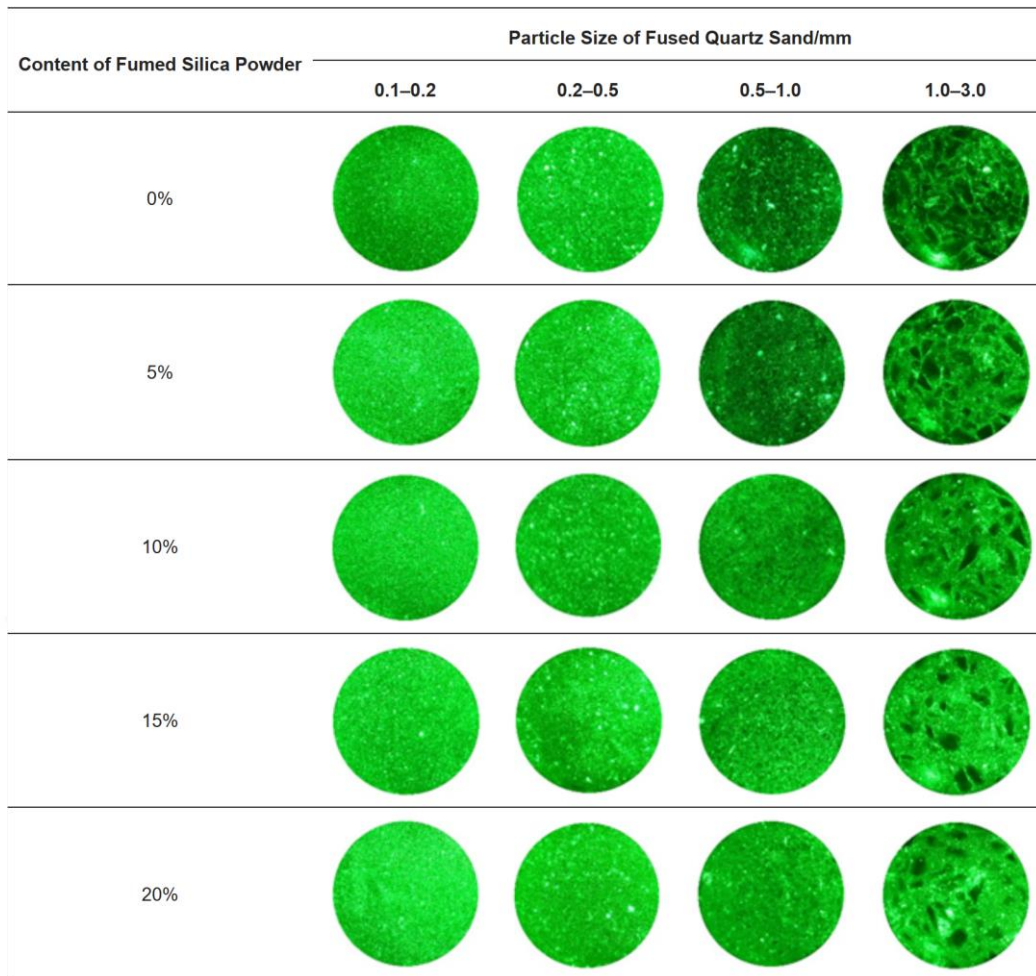 Particle Size of Fused Quartz Sand/mm
Content of Fumed Silica Powder
0.1–0.2 0.2–0.5 0.5–1.0 1.0–3.0
0%
5%
10%
15%
20%